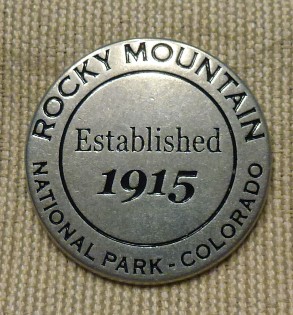 ROCKY MOUNTAIN
Established
1915
NATIONAL PARK - COLORADO